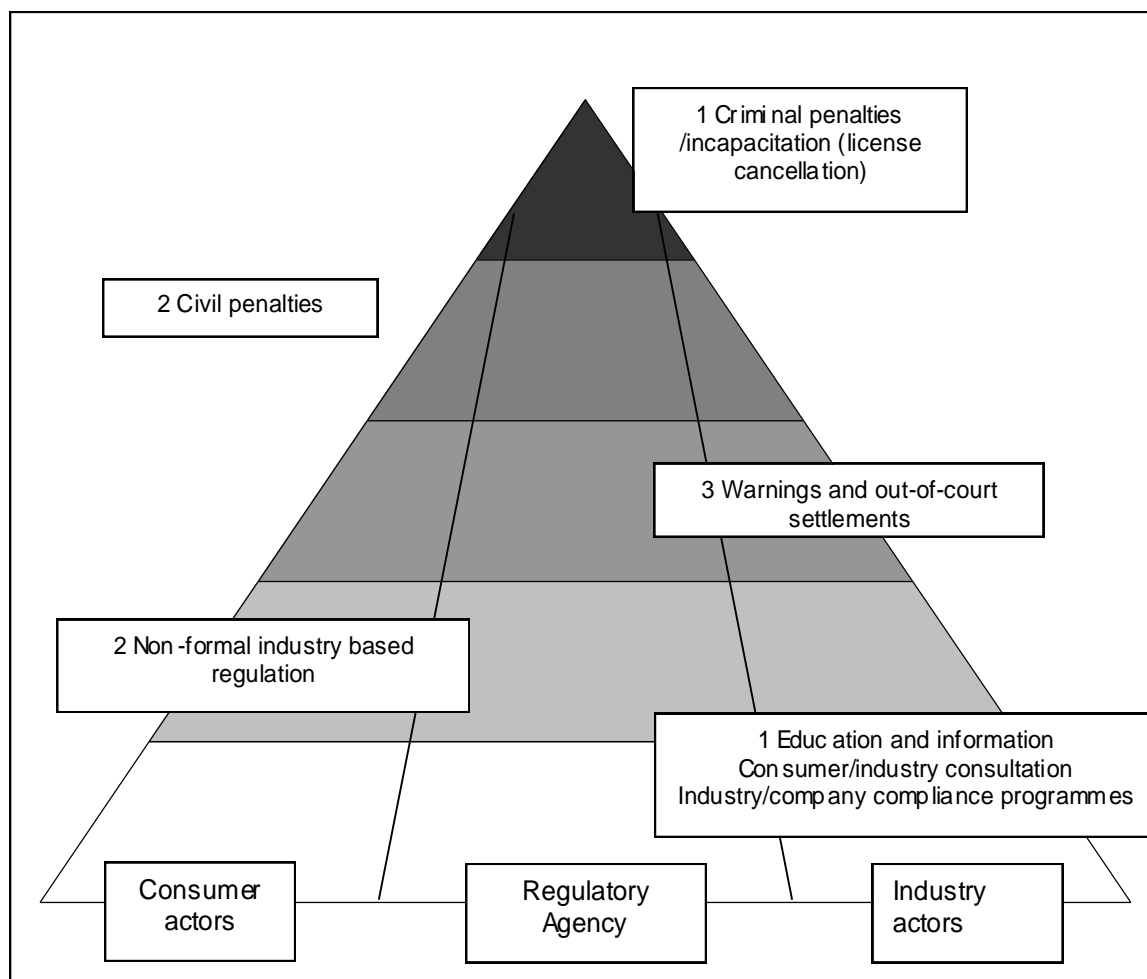 1 Criminal penalties
/incapacitation (license
cancellation)
2 Civil penalties
3 Warnings and out-of-court
settlements
2 Non-formal industry based
regulation
1 Education and information
Consumer/industry consultation
Industry/company compliance programmes
Consumer
actors
Regulatory
Agency
Industry
actors